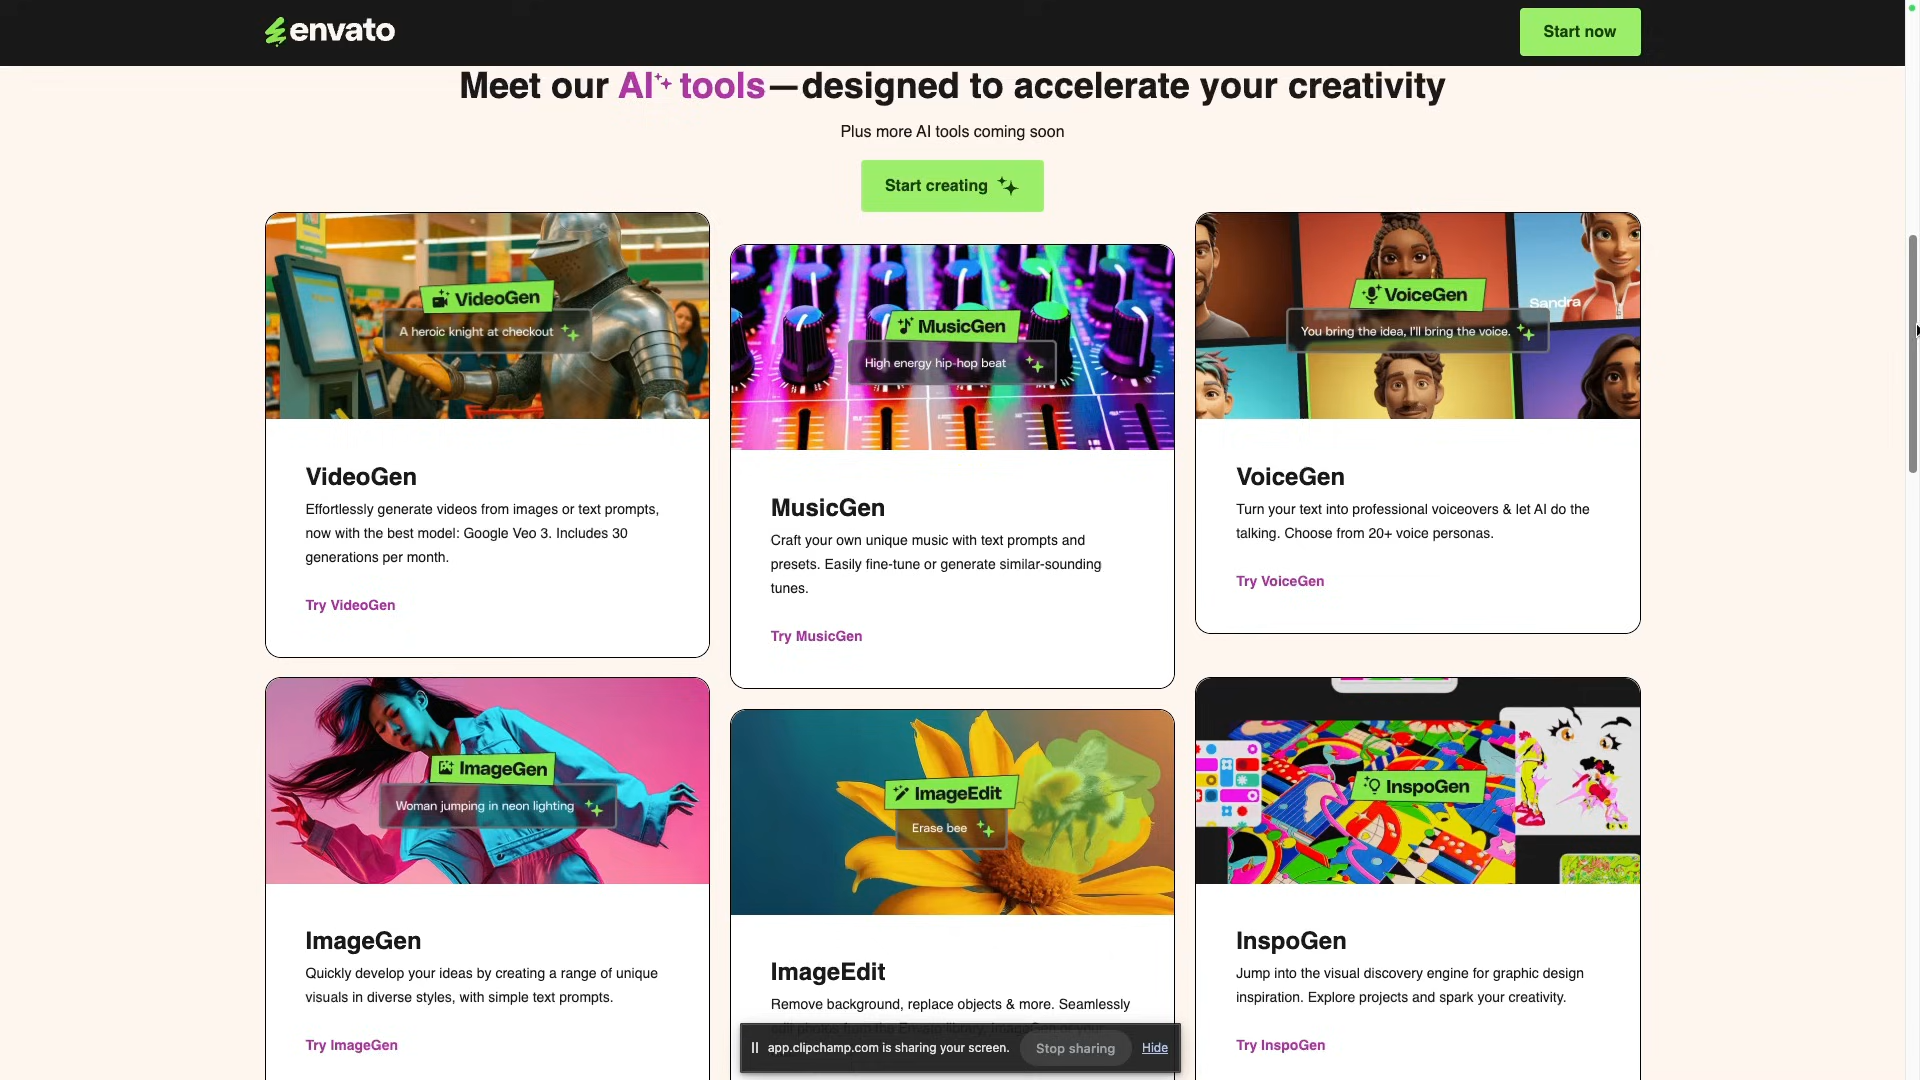 envato
Start now
Meet our AI tools—designed to accelerate your creativity
Plus more AI tools coming soon
Start creating
VideoGen
A heroic knight at checkout
VideoGen
Effortlessly generate videos from images or text prompts,
now with the best model: Google Veo 3. Includes 30
generations per month.
Try VideoGen
MusicGen
High energy hip-hop beat
MusicGen
Craft your own unique music with text prompts and
presets. Easily fine-tune or generate similar-sounding
tunes.
Try MusicGen
VoiceGen
Sandra
You bring the idea, I'll bring the voice.
VoiceGen
Turn your text into professional voiceovers & let AI do the
talking. Choose from 20+ voice personas.
Try VoiceGen
ImageGen
Woman jumping in neon lighting
ImageGen
Quickly develop your ideas by creating a range of unique
visuals in diverse styles, with simple text prompts.
Try ImageGen
ImageEdit
Erase bee
ImageEdit
Remove background, replace objects & more. Seamlessly
InspoGen
InspoGen
Jump into the visual discovery engine for graphic design
inspiration. Explore projects and spark your creativity.
Try InspoGen
app.clipchamp.com is sharing your screen.
Stop sharing
Hide